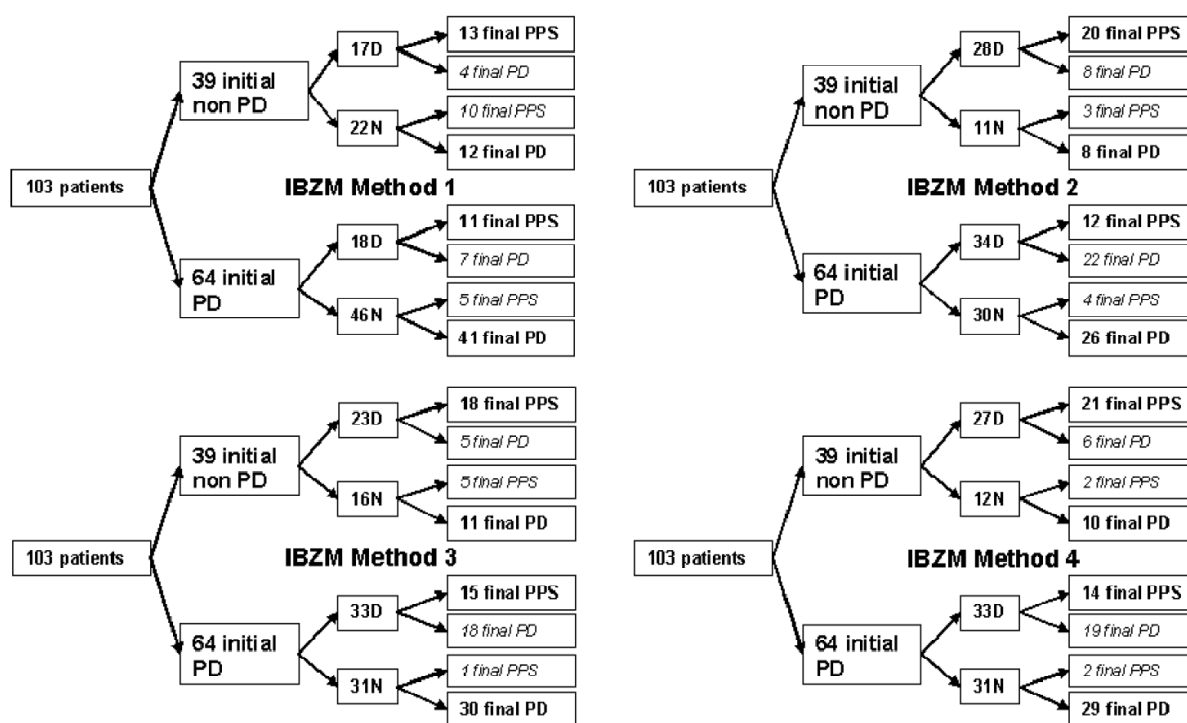 103 patients
39 initial
non PD
17D
13 final PPS
4 final PD
22N
10 final PPS
12 final PD
IBZM Method 1
64 initial
PD
18D
11 final PPS
7 final PD
46N
5 final PPS
41 final PD
103 patients
39 initial
non PD
28D
20 final PPS
8 final PD
11N
3 final PPS
8 final PD
IBZM Method 2
64 initial
PD
34D
12 final PPS
22 final PD
30N
4 final PPS
26 final PD
103 patients
39 initial
non PD
23D
18 final PPS
5 final PD
16N
5 final PPS
11 final PD
IBZM Method 3
64 initial
PD
33D
15 final PPS
18 final PD
31N
1 final PPS
30 final PD
103 patients
39 initial
non PD
27D
21 final PPS
6 final PD
12N
2 final PPS
10 final PD
IBZM Method 4
64 initial
PD
33D
14 final PPS
19 final PD
31N
2 final PPS
29 final PD